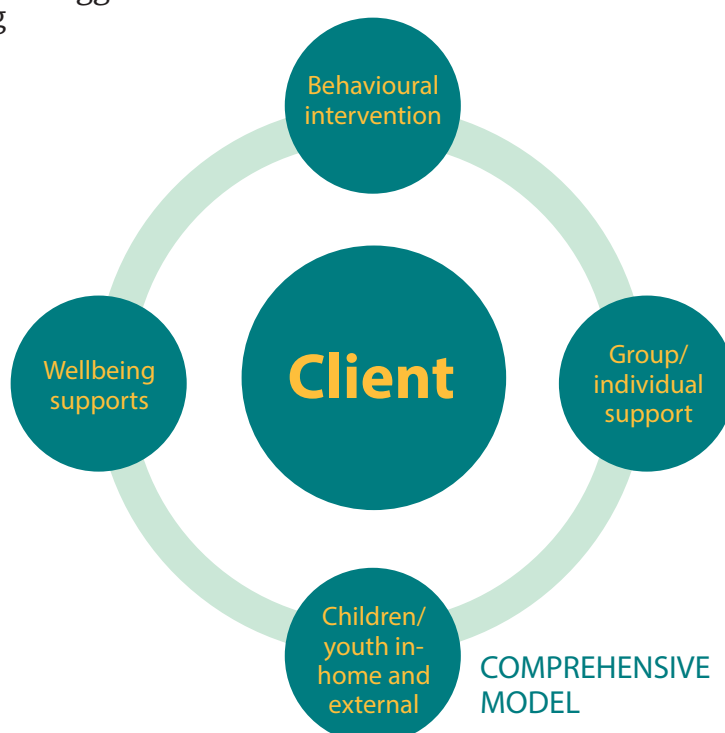 Behavioural
intervention
Wellbeing
supports
Client
Group/
individual
support
Children/
youth in-
home and
external
COMPREHENSIVE
MODEL